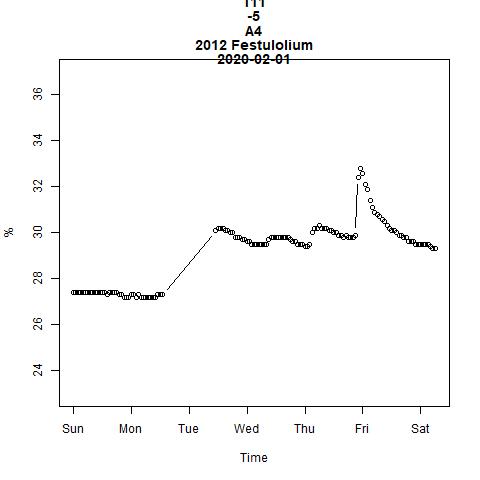 T11
-5
A4
2012 Festulolium
2020-02-01
%
36
34
32
30
28
26
24
Sun Mon Tue Wed Thu Fri Sat
Time